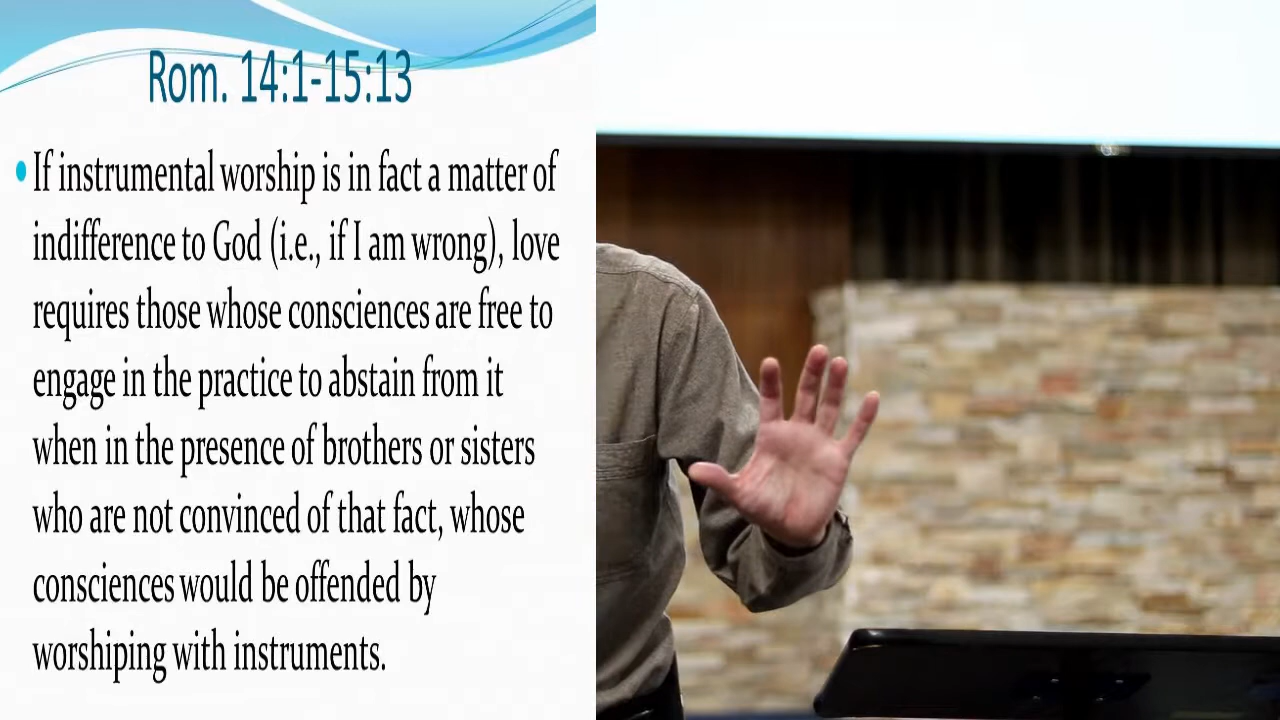 Rom. 14:1-15:13
• If instrumental worship is in fact a matter of
indifference to God (i.e., if I am wrong), love
requires those whose consciences are free to
engage in the practice to abstain from it
when in the presence of brothers or sisters
who are not convinced of that fact, whose
consciences would be offended by
worshiping with instruments.